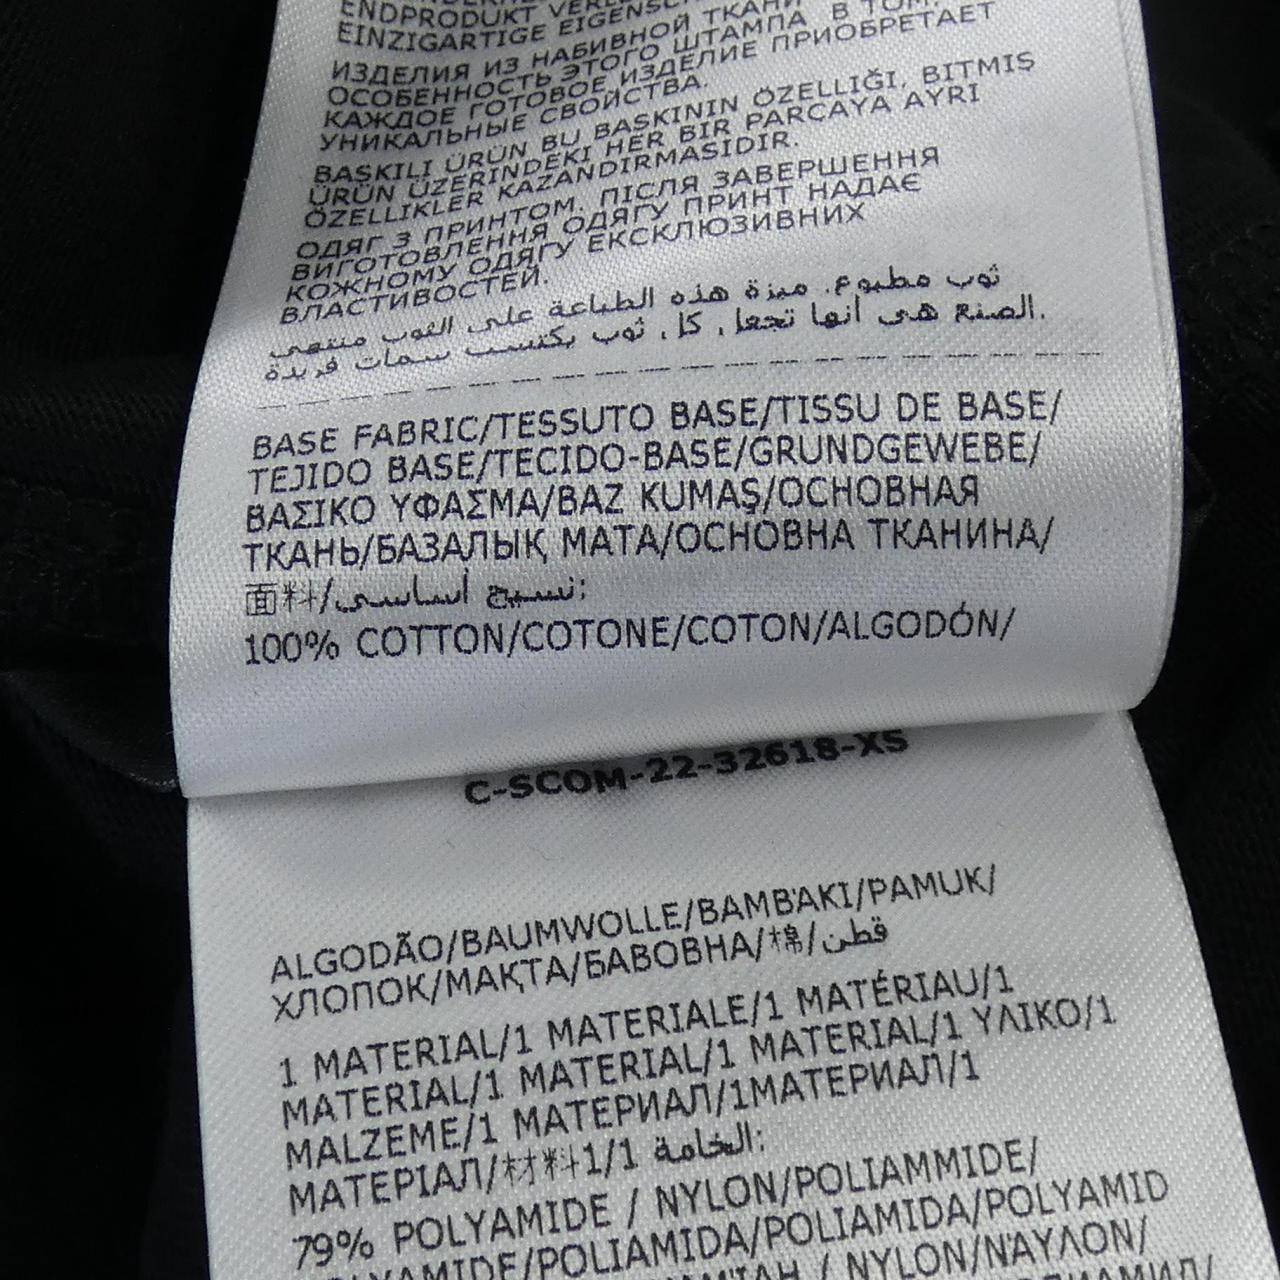 ENDPRODUKT
EINZIGARTIGE
ИЗДЕЛИЯ ИЗ НАБИВНОЙ ТКАНИ
ОСОБЕННОСТЬ ЭТОГО ШТАМПА, В ТОМ,
КАЖДОЕ ГОТОВОЕ ИЗДЕЛИЕ ПРИОБРЕТАЕТ
УНИКАЛЬНЫЕ СВОЙСТВА.
BASKILI ÜRÜN BU BASKININ ÖZELLIĞI, BITMIŞ
ÜRÜN ÜZERINDEKI HER BIR PARCAYA AYRI
ÖZELLIKLER KAZANDIRMASIDIR.
ОДЯГ З ПРИНТОМ. ПІСЛЯ ЗАВЕРШЕННЯ
ВИГОТОВЛЕННЯ ОДЯГУ ПРИНТ НАДАЄ
КОЖНОМУ ОДЯГУ ЕКСКЛЮЗИВНИХ
ВЛАСТИВОСТЕЙ.
ثوب مطبوع. ميزة هذه الطباعة على الثوب منتهي
الصنع هي أنها تجعل كل ثوب يكتسب سمات فريدة.
BASE FABRIC/TESSUTO BASE/TISSU DE BASE/
TEJIDO BASE/TECIDO-BASE/GRUNDGEWEBE/
ΒΑΣΙΚΟ ΥΦΑΣΜΑ/BAZ KUMAŞ/ОСНОВНАЯ
ТКАНЬ/БАЗАЛЫҚ МАТА/ОСНОВНА ТКАНИНА/
面料/نسيج أساسي:
100% COTTON/COTONE/COTON/ALGODÓN/
C-SCOM-22-32618-XS
ALGODÃO/BAUMWOLLE/ΒΑΜΒΆΚΙ/PAMUK/
ХЛОПОК/МАҚТА/БАВОВНА/棉/قطن
1 MATERIAL/1 MATERIALE/1 MATÉRIAU/1
MATERIAL/1 MATERIAL/1 MATERIAL/1 ΥΛΙΚΟ/1
MALZEME/1 МАТЕРИАЛ/1МАТЕРИАЛ/1
МАТЕРІАЛ/材料1/1 الخامة:
79% POLYAMIDE / NYLON/POLIAMMIDE/
POLYAMIDE/POLIAMIDA/POLIAMIDA/POLYAMID
/ NYLON/ΝΆΥΛΟΝ/